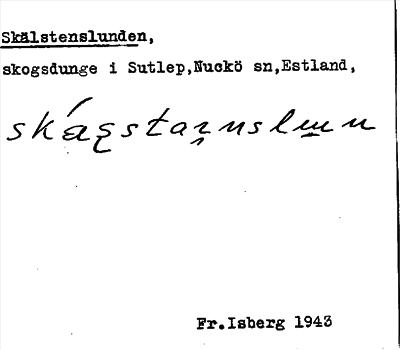 Skälstenslunden,
skogsdunge i Sutlep,Nuckö sn,Estland,
Fr.Isberg 1943